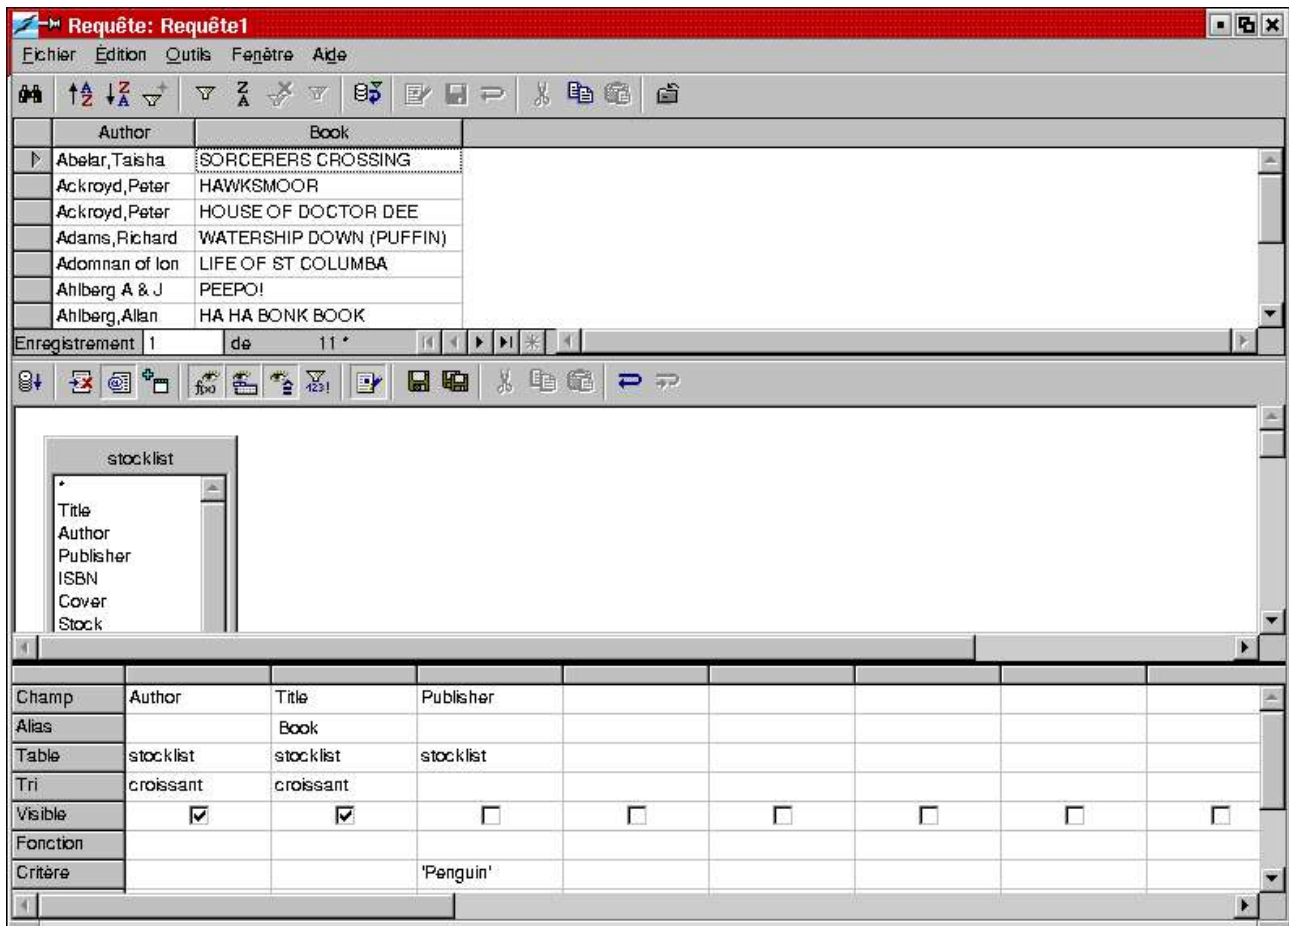 Requête: Requête1
Fichier Édition Outils Fenêtre Aide
Author Book
Abelar,Taisha SORCERERS CROSSING
Ackroyd,Peter HAWKSMOOR
Ackroyd,Peter HOUSE OF DOCTOR DEE
Adams,Richard WATERSHIP DOWN (PUFFIN)
Adomnan of Ion LIFE OF ST COLUMBA
Ahlberg A & J PEEPO!
Ahlberg,Allan HA HA BONK BOOK
Enregistrement 1 de 11 *
stocklist
*
Title
Author
Publisher
ISBN
Cover
Stock
Champ Author Title Publisher
Alias Book
Table stocklist stocklist stocklist
Tri croissant croissant
Visible
Fonction
Critère 'Penguin'